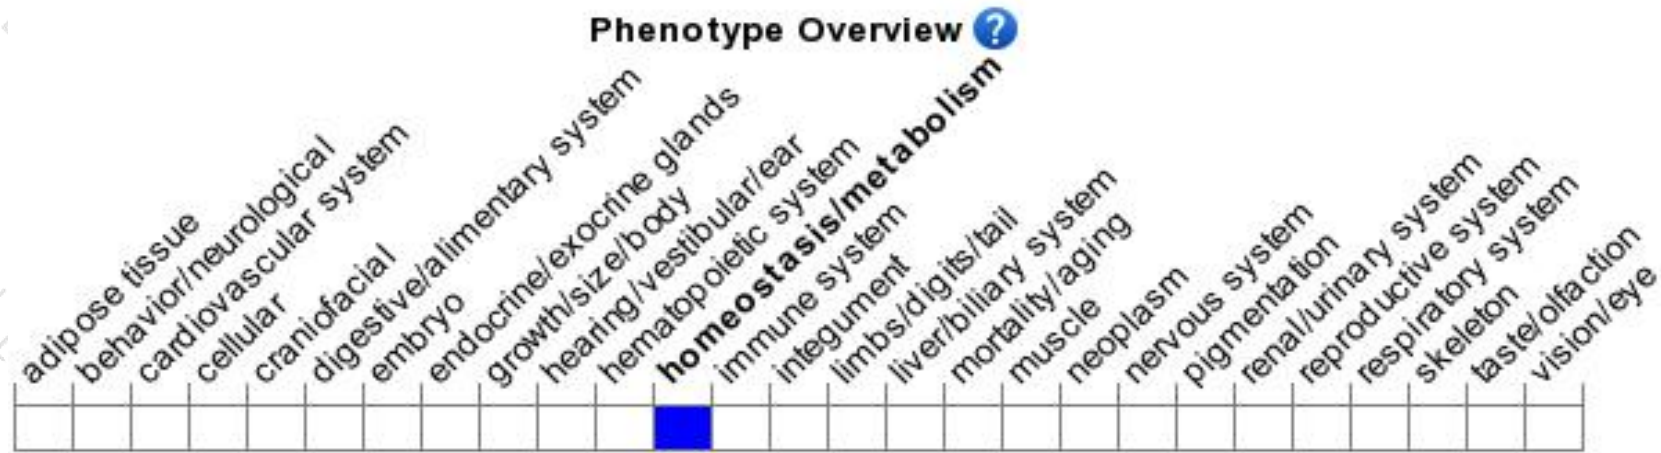 Phenotype Overview ?
adipose tissue
behavior/neurological
cardiovascular system
cellular
craniofacial
digestive/alimentary system
embryo
endocrine/exocrine glands
growth/size/body
hearing/vestibular/ear
hematopoietic system
homeostasis/metabolism
immune system
integument
limbs/digits/tail
liver/biliary system
mortality/aging
muscle
neoplasm
nervous system
pigmentation
renal/urinary system
reproductive system
respiratory system
skeleton
taste/olfaction
vision/eye